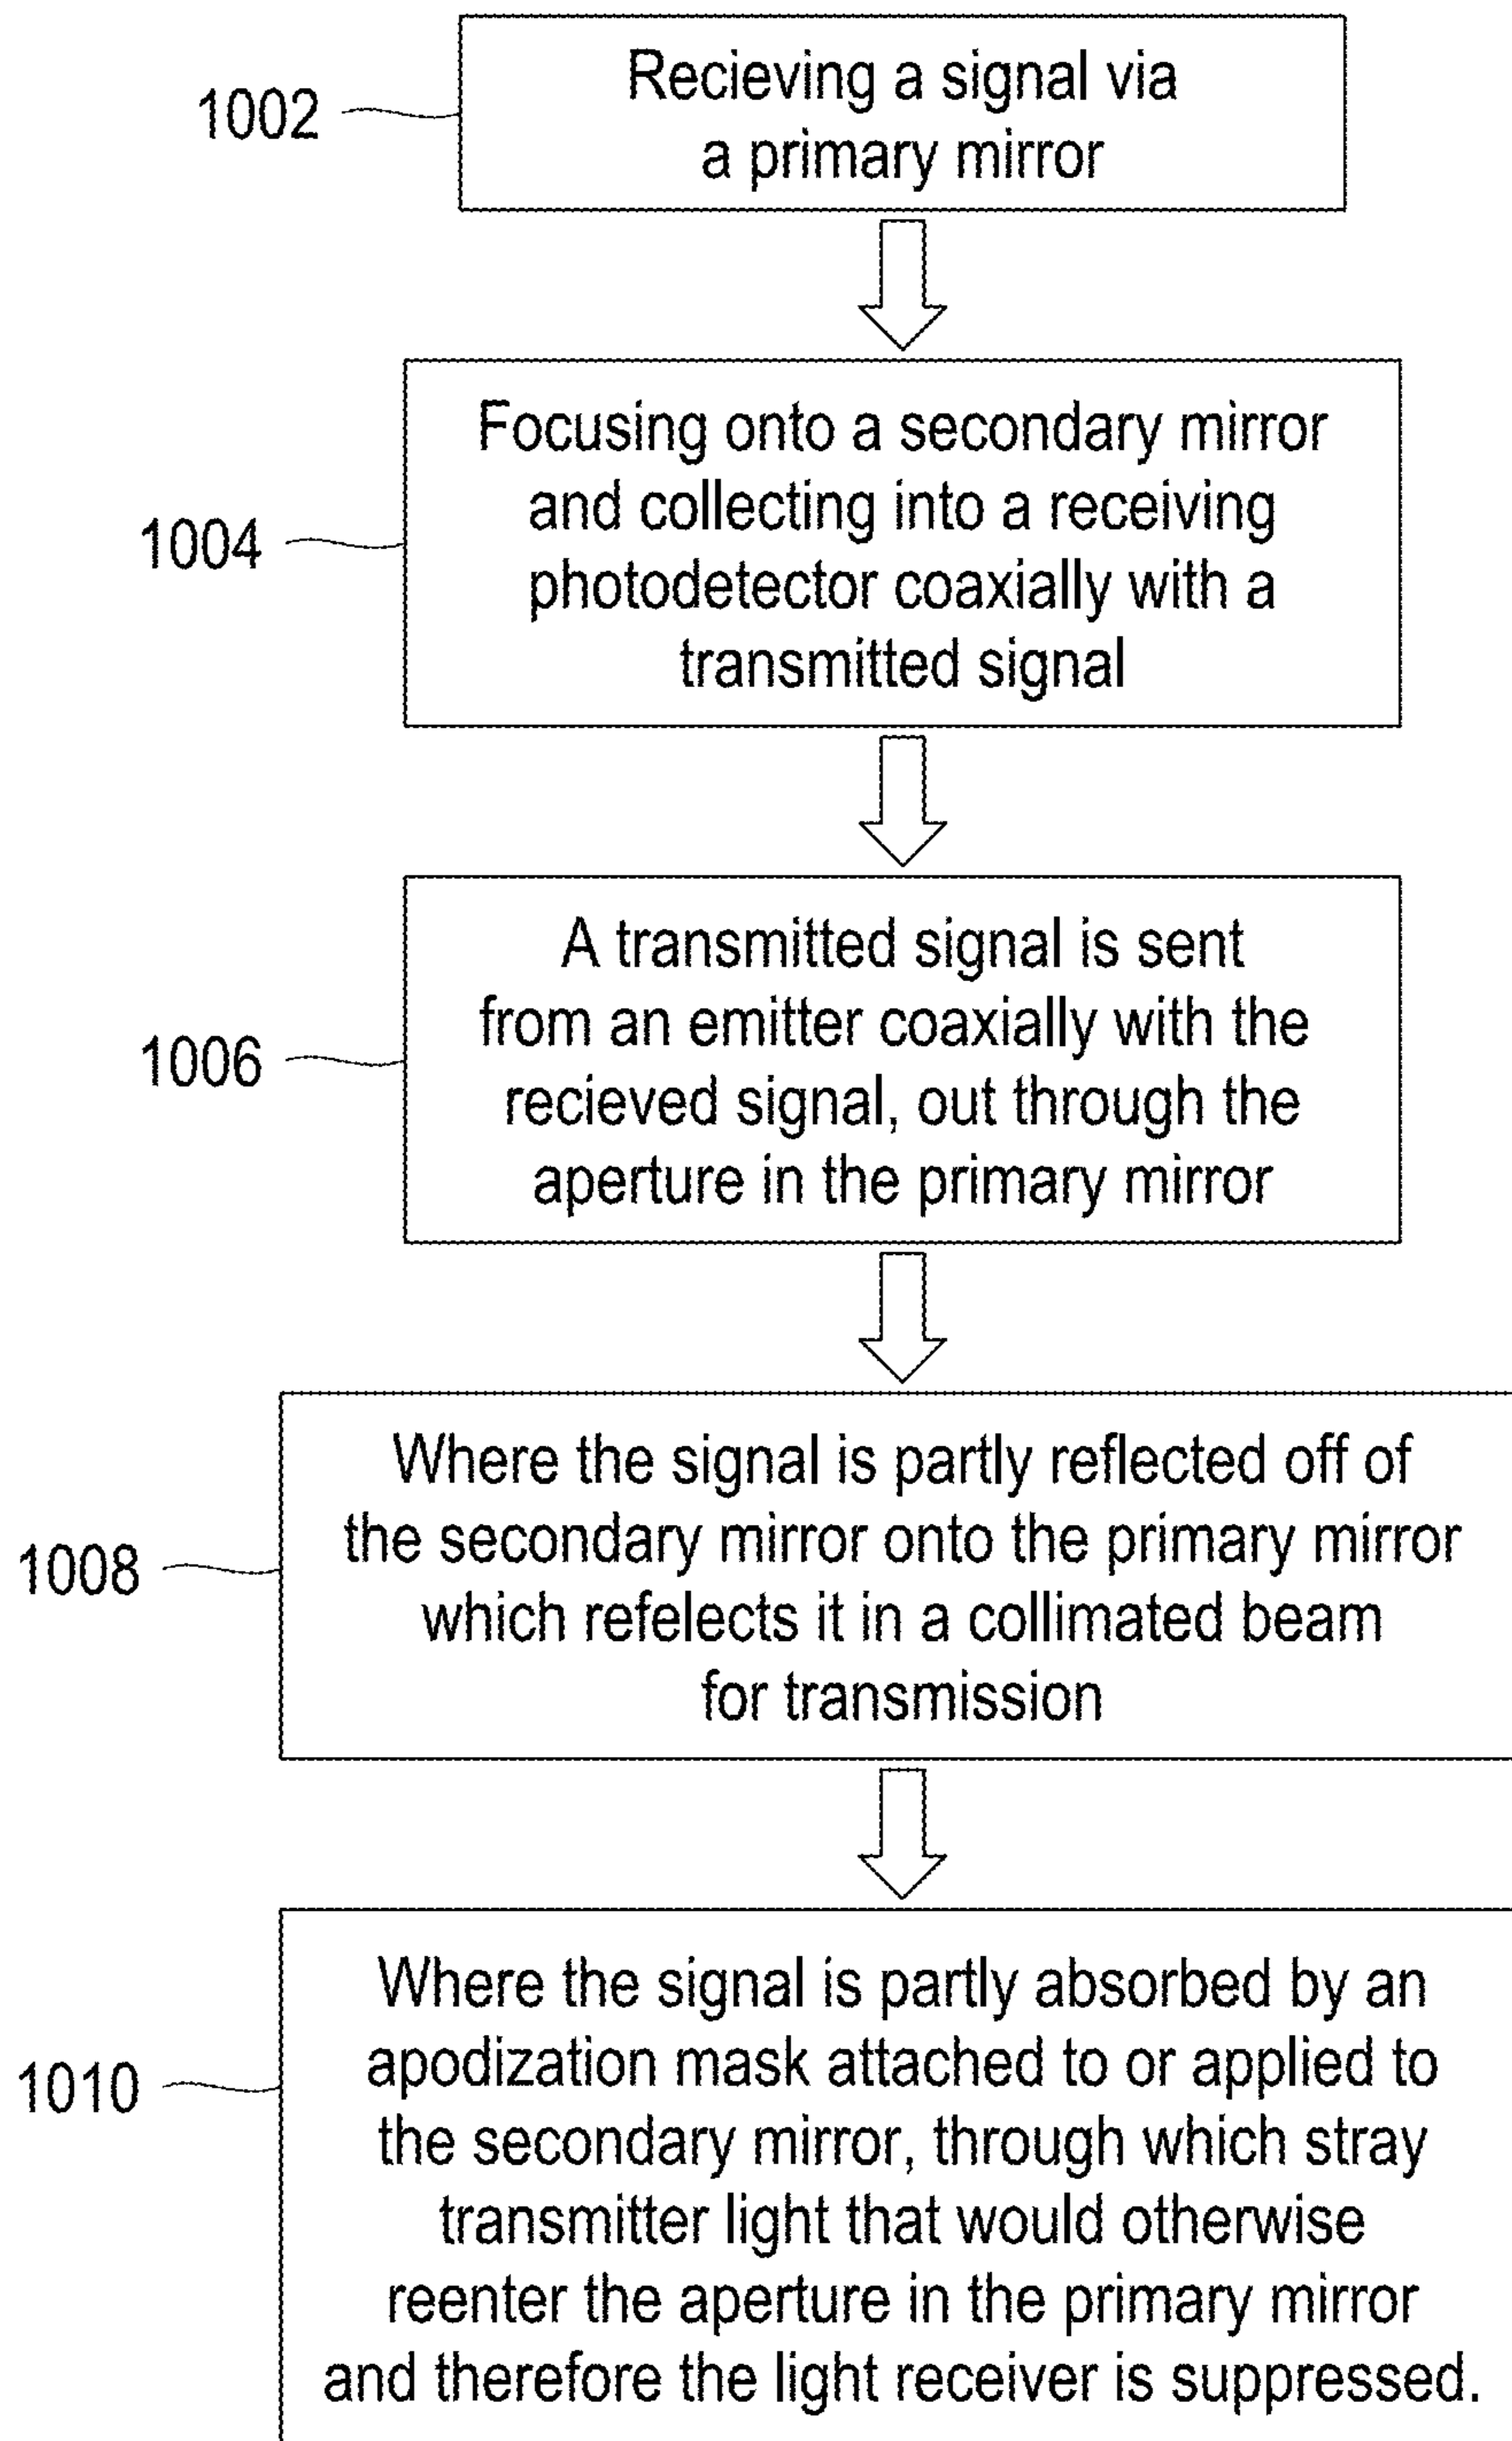 Recieving a signal via
1002
a primary mirror
Focusing onto a secondary mirror
and collecting into a receiving
1004
photodetector coaxially with a
transmitted signal
A transmitted signal is sent
from an emitter coaxially with the
1006
recieved signal, out through the
aperture in the primary mirror
Where the signal is partly reflected off of
the secondary mirror onto the primary mirror
1008
which refelects it in a collimated beam
for transmission
Where the signal is partly absorbed by an
apodization mask attached to or applied to
1010
the secondary mirror, through which stray
transmitter light that would otherwise
reenter the aperture in the primary mirror
and therefore the light receiver is suppressed.